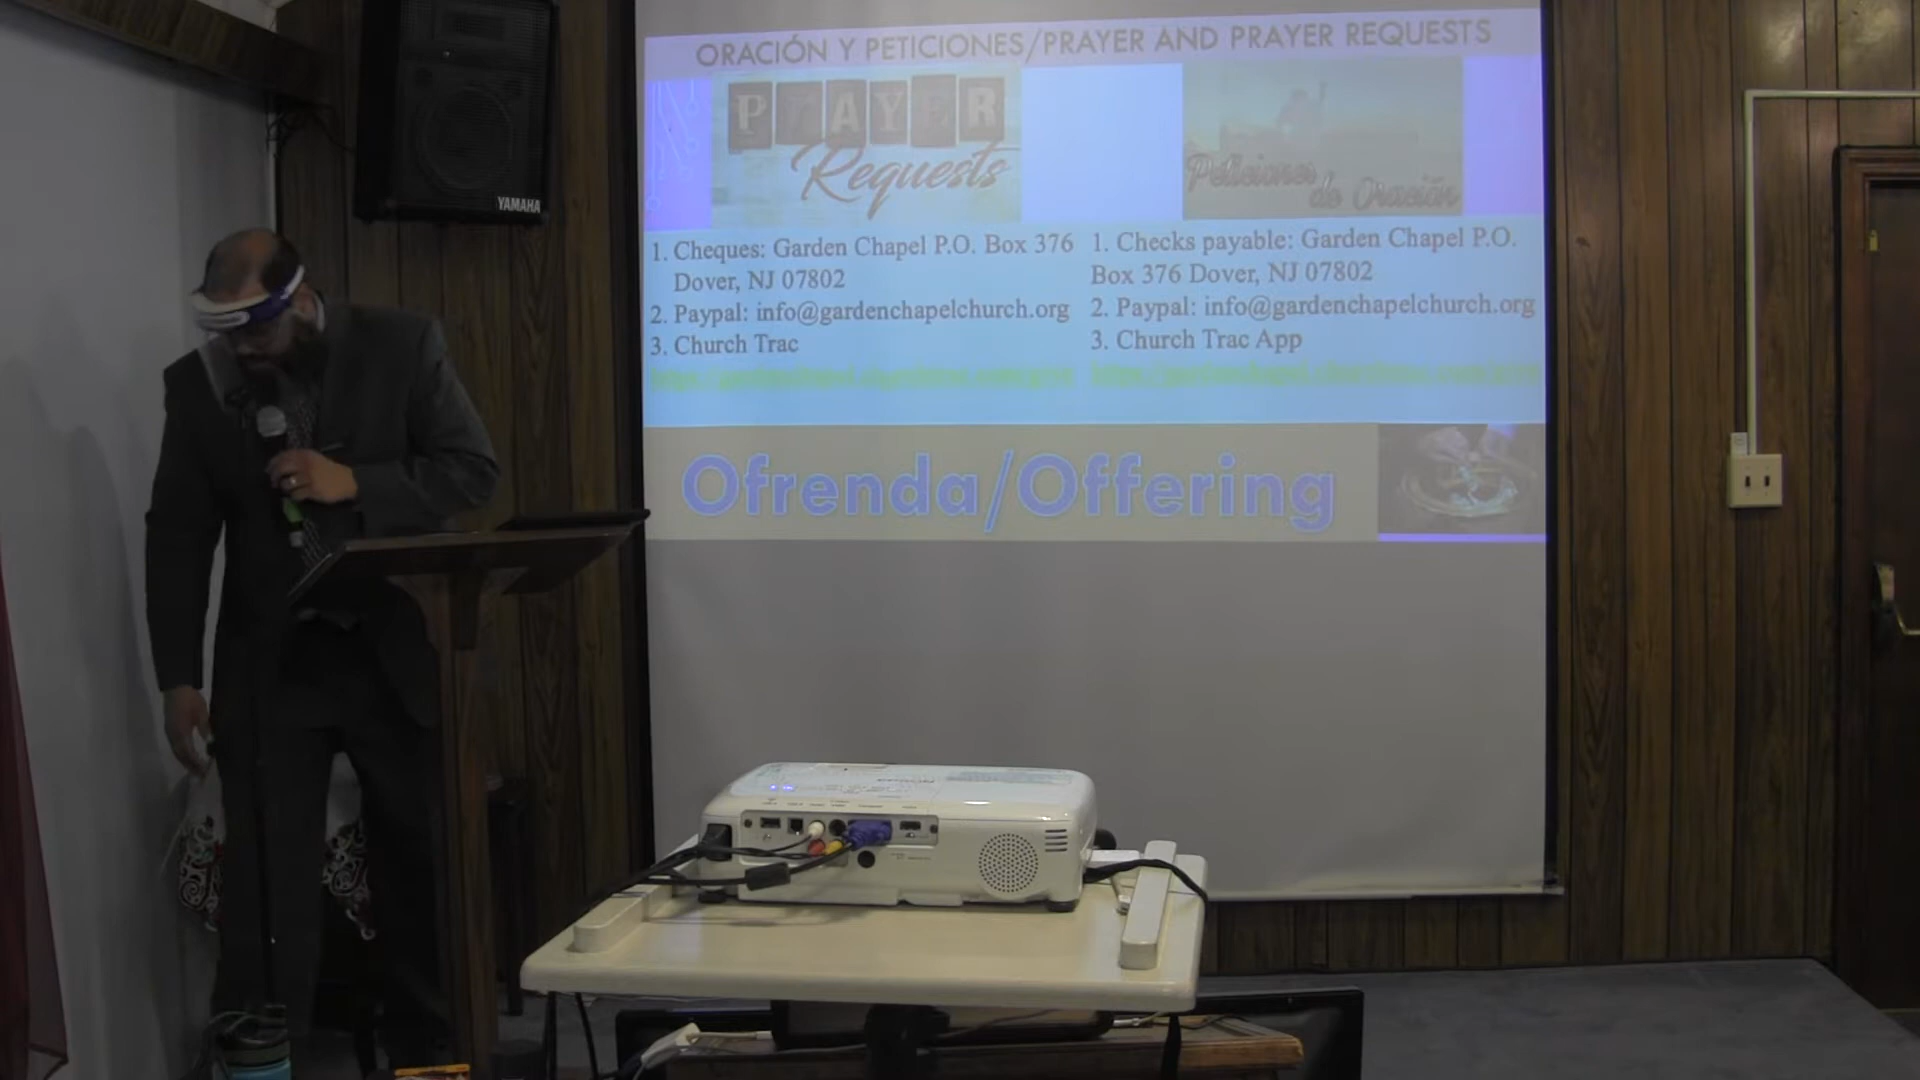 ORACIÓN Y PETICIONES/PRAYER AND PRAYER REQUESTS
PRAYER
Requests
Peticiones
de Oración
1. Cheques: Garden Chapel P.O. Box 376
Dover, NJ 07802
2. Paypal: info@gardenchapelchurch.org
3. Church Trac
1. Checks payable: Garden Chapel P.O.
Box 376 Dover, NJ 07802
2. Paypal: info@gardenchapelchurch.org
3. Church Trac App
Ofrenda/Offering
YAMAHA